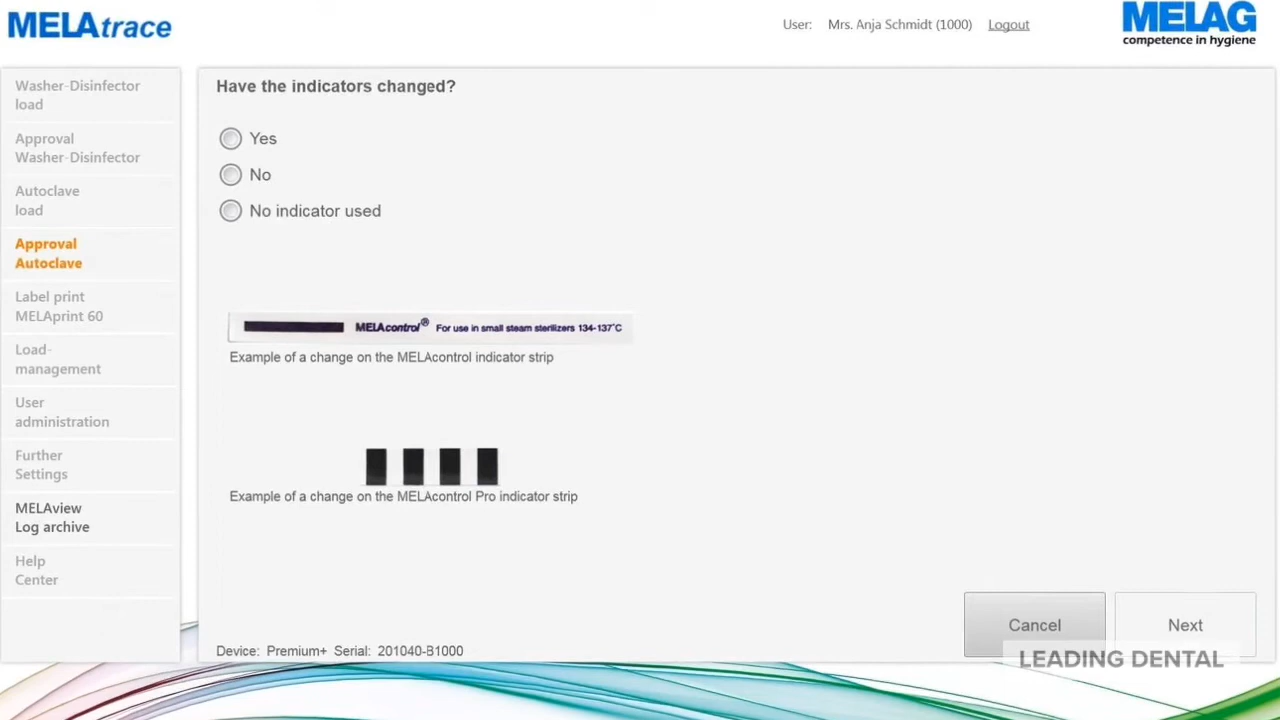 MELAtrace
User: Mrs. Anja Schmidt (1000) Logout
MELAG
competence in hygiene
Washer-Disinfector
load
Approval
Washer-Disinfector
Autoclave
load
Approval
Autoclave
Label print
MELAprint 60
Load-
management
User
administration
Further
Settings
MELAview
Log archive
Help
Center
Have the indicators changed?
Yes
No
No indicator used
MELAcontrol® For use in small steam sterilizers 134-137°C
Example of a change on the MELAcontrol indicator strip
Example of a change on the MELAcontrol Pro indicator strip
Cancel
Next
Device: Premium+ Serial: 201040-B1000
LEADING DENTAL